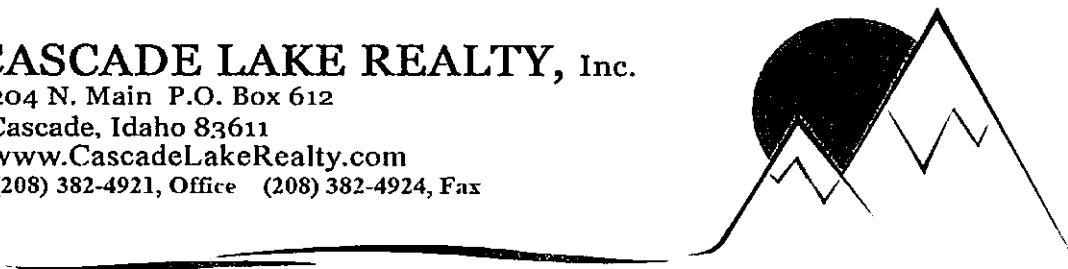 CASCADE LAKE REALTY, Inc.
204 N. Main P.O. Box 612
Cascade, Idaho 83611
www.CascadeLakeRealty.com
(208) 382-4921, Office (208) 382-4924, Fax